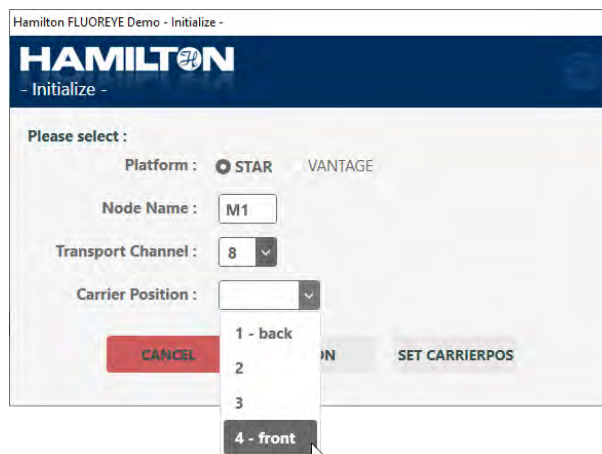 Hamilton FLUOREYE Demo - Initialize -
HAMILTON
- Initialize -
Please select :
Platform : STAR VANTAGE
Node Name : M1
Transport Channel : 8
Carrier Position :
1 - back
CANCEL ON SET CARRIERPOS
2
3
4 - front